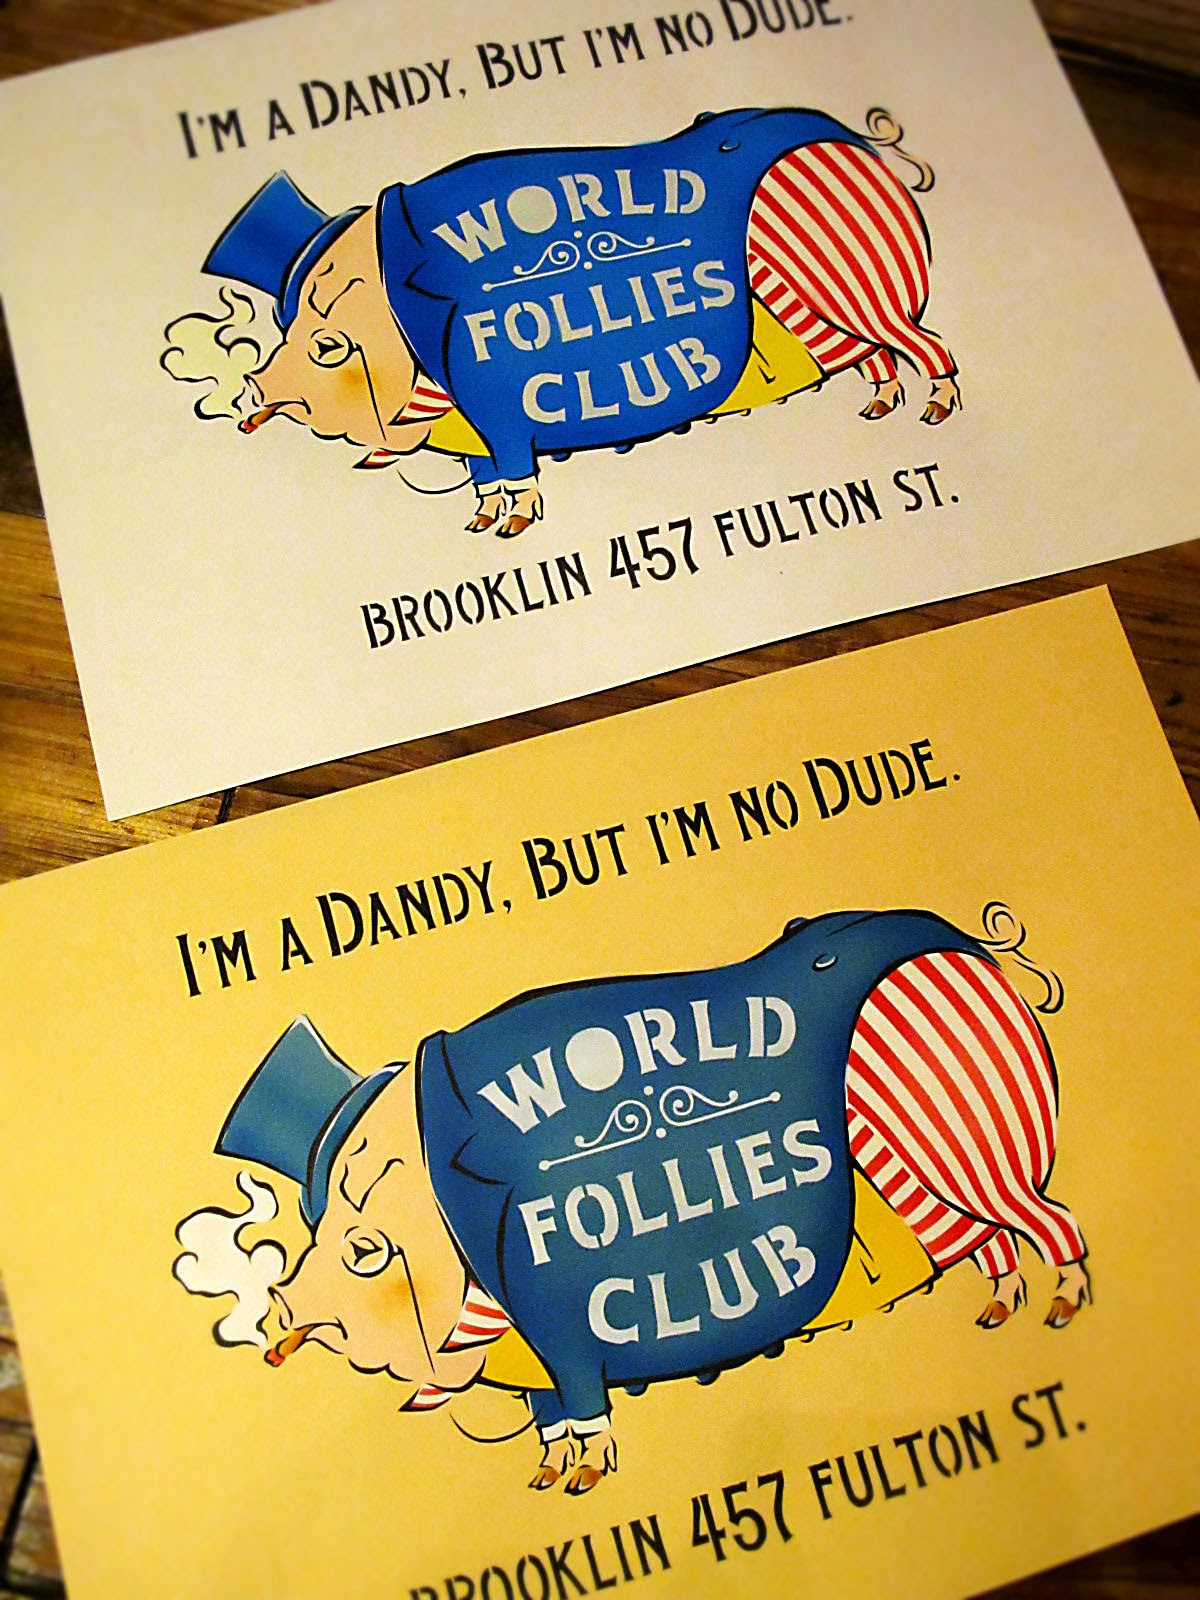 I'M A DANDY, BUT I'M NO DUDE.
WORLD
FOLLIES
CLUB
BROOKLIN 457 FULTON ST.
I'M A DANDY, BUT I'M NO DUDE.
WORLD
FOLLIES
CLUB
BROOKLIN 457 FULTON ST.